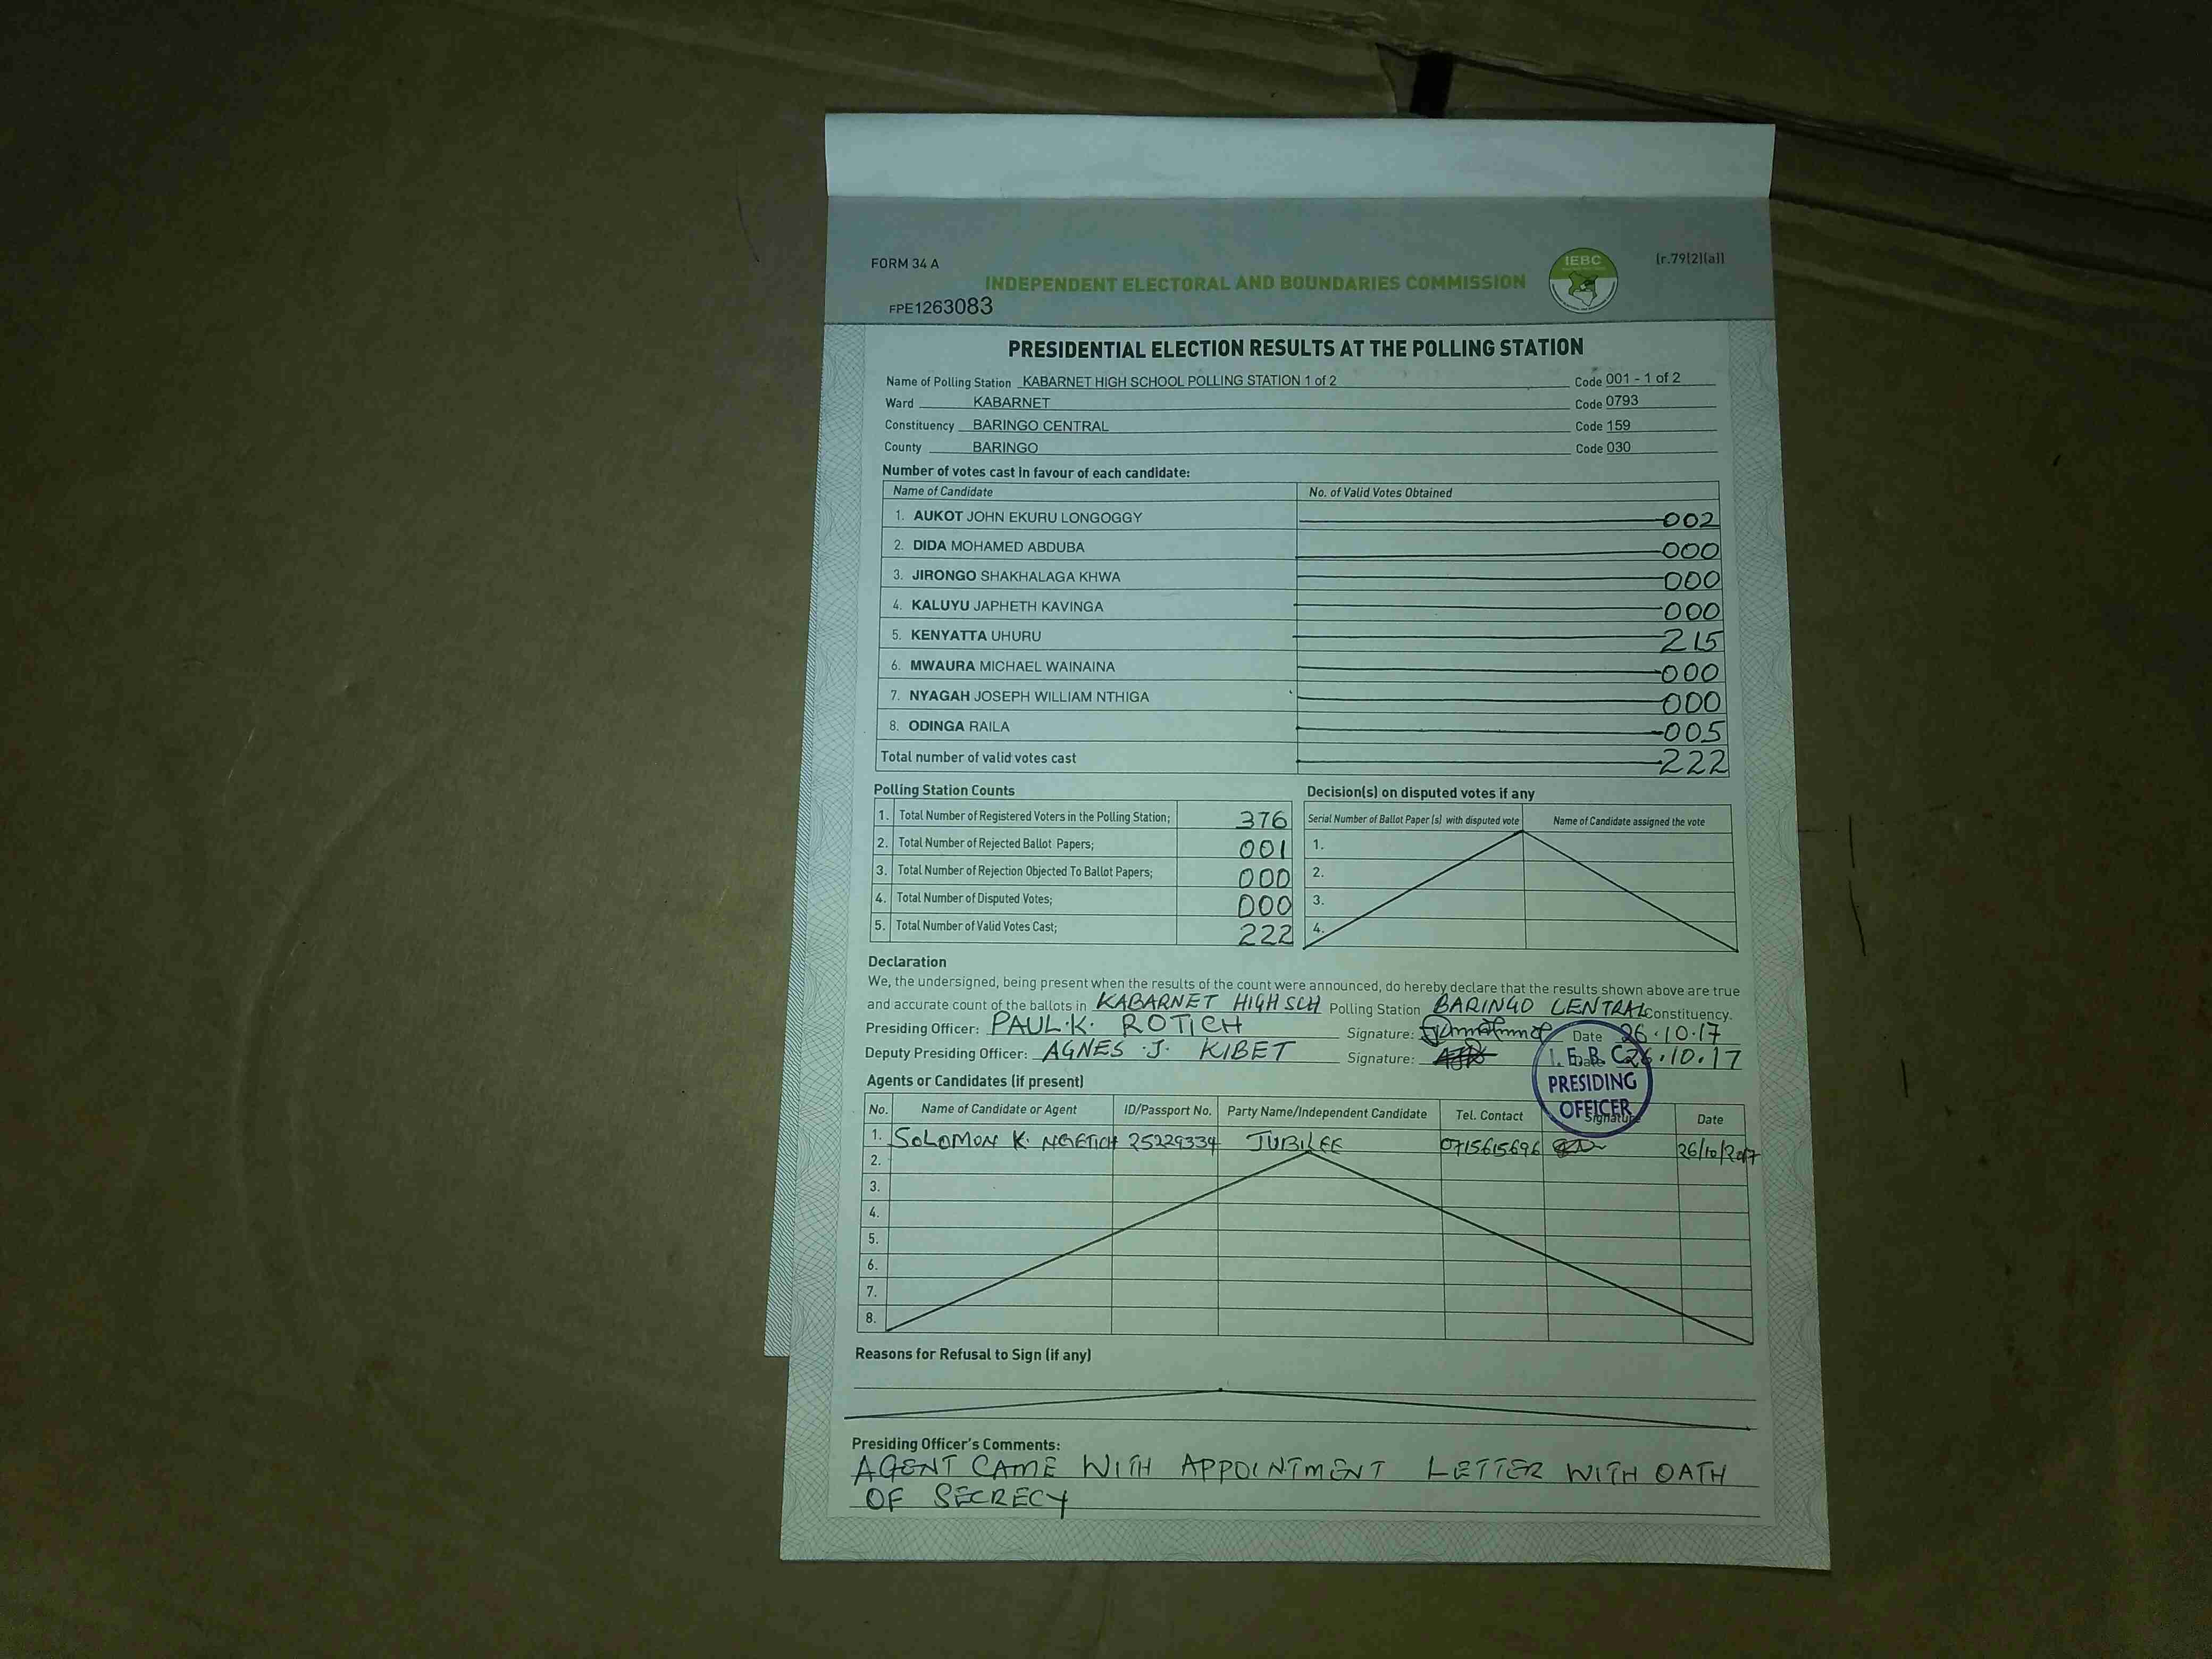 FORM 34 A
[r.79(2)(a)]
IEBC
INDEPENDENT ELECTORAL AND BOUNDARIES COMMISSION
FPE1263083
PRESIDENTIAL ELECTION RESULTS AT THE POLLING STATION
Name of Polling Station KABARNET HIGH SCHOOL POLLING STATION 1 of 2 Code 001 - 1 of 2
Ward KABARNET Code 0793
Constituency BARINGO CENTRAL Code 159
County BARINGO Code 030
Number of votes cast in favour of each candidate:
Name of Candidate No. of Valid Votes Obtained
1. AUKOT JOHN EKURU LONGOGGY 002
2. DIDA MOHAMED ABDUBA 000
3. JIRONGO SHAKHALAGA KHWA 000
4. KALUYU JAPHETH KAVINGA 000
5. KENYATTA UHURU 215
6. MWAURA MICHAEL WAINAINA 000
7. NYAGAH JOSEPH WILLIAM NTHIGA 000
8. ODINGA RAILA 005
Total number of valid votes cast 222
Polling Station Counts
1. Total Number of Registered Voters in the Polling Station; 376
2. Total Number of Rejected Ballot Papers; 001
3. Total Number of Rejection Objected To Ballot Papers; 000
4. Total Number of Disputed Votes; 000
5. Total Number of Valid Votes Cast; 222
Decision(s) on disputed votes if any
Serial Number of Ballot Paper (s) with disputed vote Name of Candidate assigned the vote
1.
2.
3.
4.
Declaration
We, the undersigned, being present when the results of the count were announced, do hereby declare that the results shown above are true
and accurate count of the ballots in KABARNET HIGH SCH Polling Station BARINGO CENTRAL Constituency.
Presiding Officer: PAUL.K. ROTICH Signature: Date 26.10.17
Deputy Presiding Officer: AGNES .J. KIBET Signature: Date 26.10.17
I. E. B. C
PRESIDING
OFFICER
Agents or Candidates (if present)
No. Name of Candidate or Agent ID/Passport No. Party Name/Independent Candidate Tel. Contact Signature Date
1. SOLOMON K. NGETICH 25229334 JUBILEE 0715615696 26/10/2017
2.
3.
4.
5.
6.
7.
8.
Reasons for Refusal to Sign (if any)
Presiding Officer's Comments:
AGENT CAME WITH APPOINTMENT LETTER WITH OATH
OF SECRECY